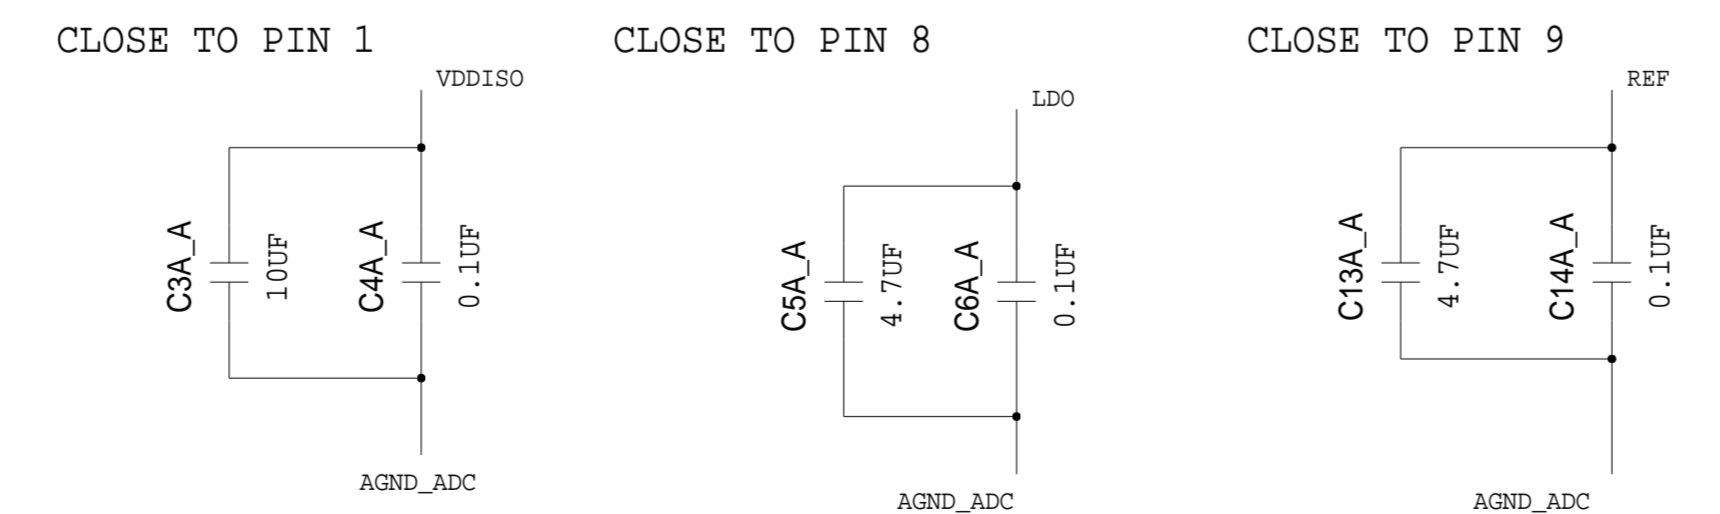 CLOSE TO PIN 1
VDDISO
C3A_A
10UF
C4A_A
0.1UF
AGND_ADC
CLOSE TO PIN 8
LDO
C5A_A
4.7UF
C6A_A
0.1UF
AGND_ADC
CLOSE TO PIN 9
REF
C13A_A
4.7UF
C14A_A
0.1UF
AGND_ADC